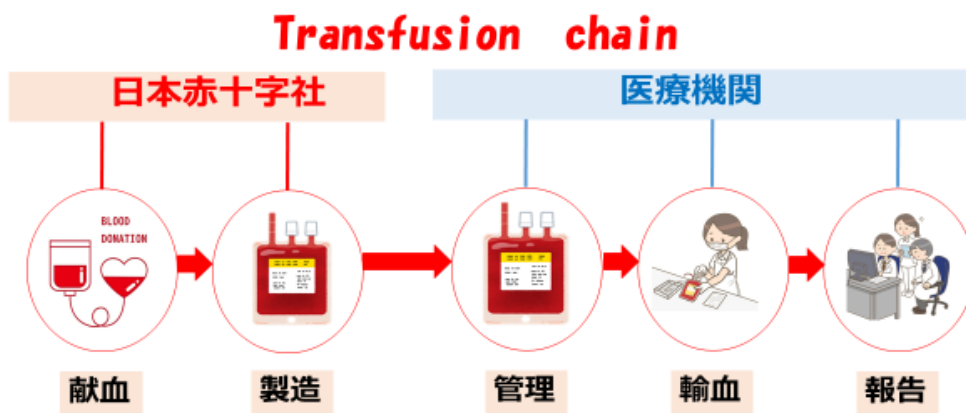 Transfusion chain
日本赤十字社
医療機関
BLOOD
DONATION
献血
製造
管理
輸血
報告